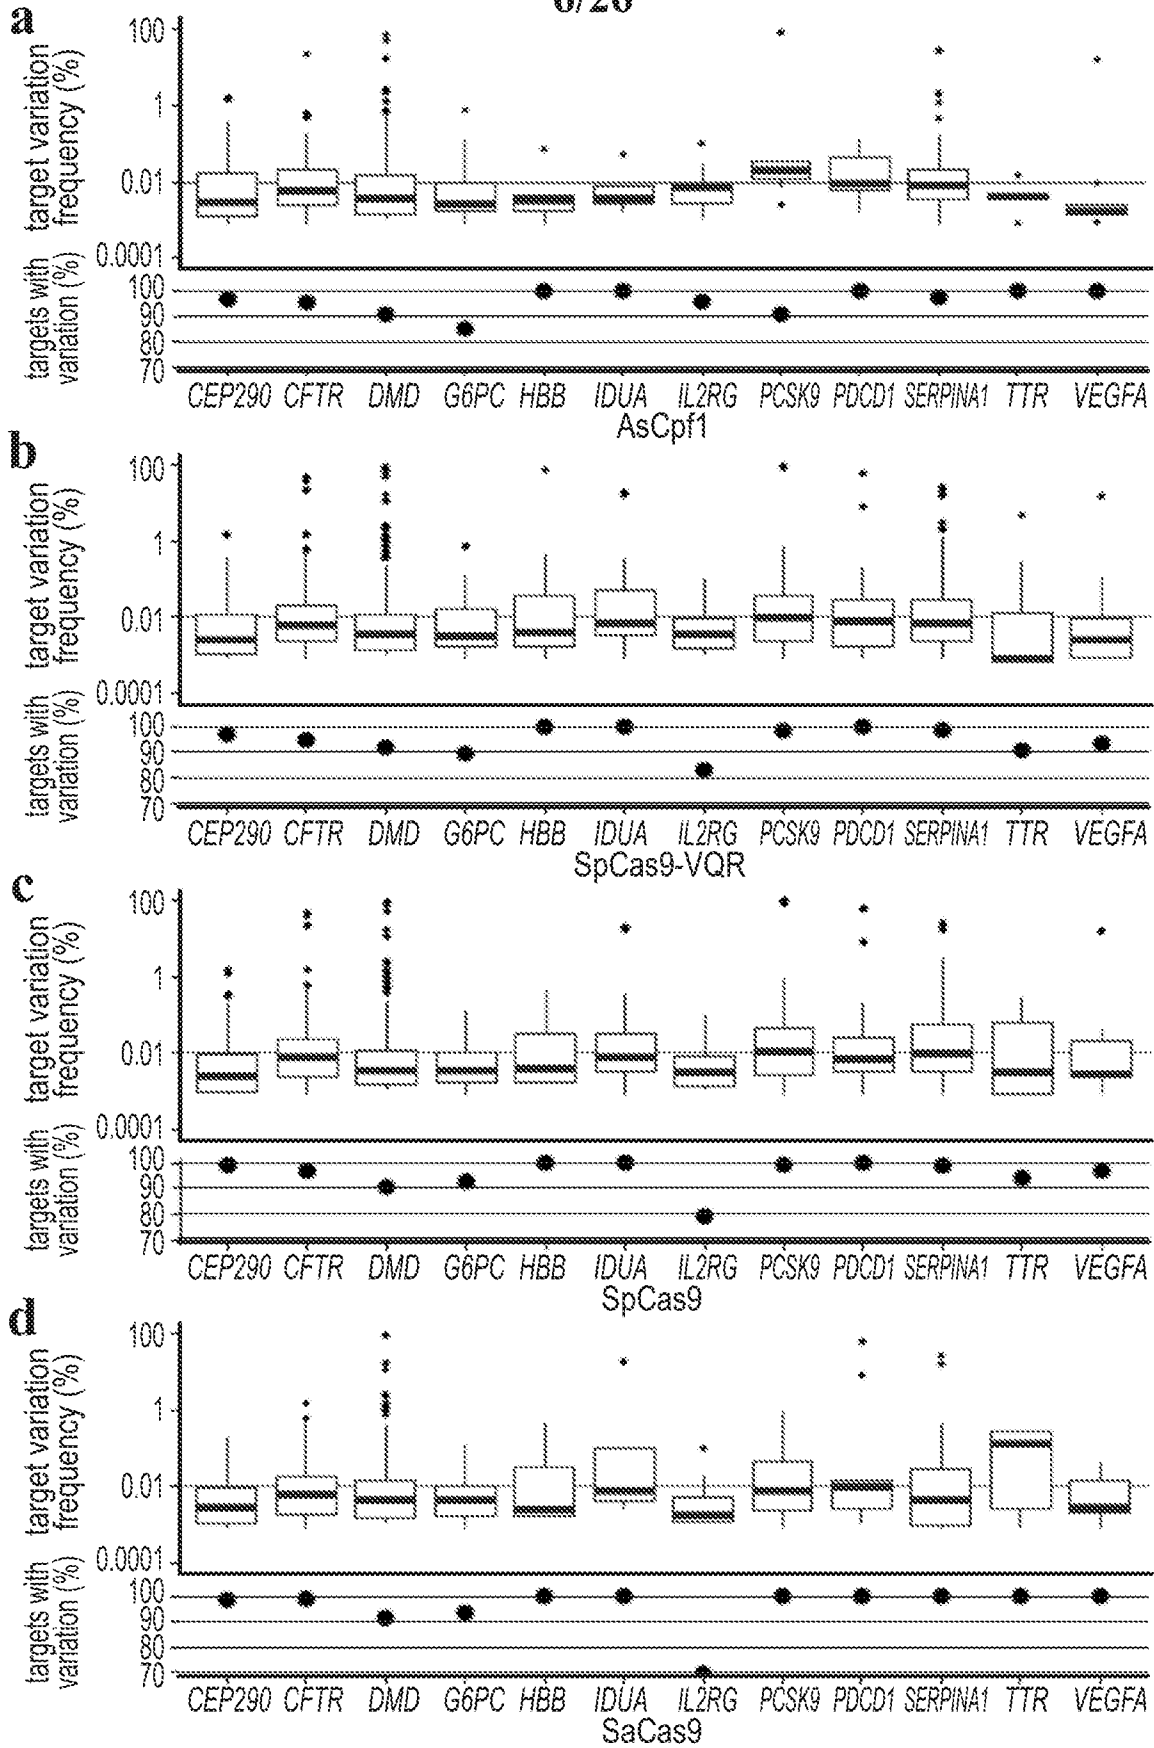 6/26
a
target variation
frequency (%)
100
1
0.01
0.0001
targets with
variation (%)
100
90
80
70
CEP290 CFTR DMD G6PC HBB IDUA IL2RG PCSK9 PDCD1 SERPINA1 TTR VEGFA
AsCpf1
b
target variation
frequency (%)
100
1
0.01
0.0001
targets with
variation (%)
100
90
80
70
CEP290 CFTR DMD G6PC HBB IDUA IL2RG PCSK9 PDCD1 SERPINA1 TTR VEGFA
SpCas9-VQR
c
target variation
frequency (%)
100
1
0.01
0.0001
targets with
variation (%)
100
90
80
70
CEP290 CFTR DMD G6PC HBB IDUA IL2RG PCSK9 PDCD1 SERPINA1 TTR VEGFA
SpCas9
d
target variation
frequency (%)
100
1
0.01
0.0001
targets with
variation (%)
100
90
80
70
CEP290 CFTR DMD G6PC HBB IDUA IL2RG PCSK9 PDCD1 SERPINA1 TTR VEGFA
SaCas9